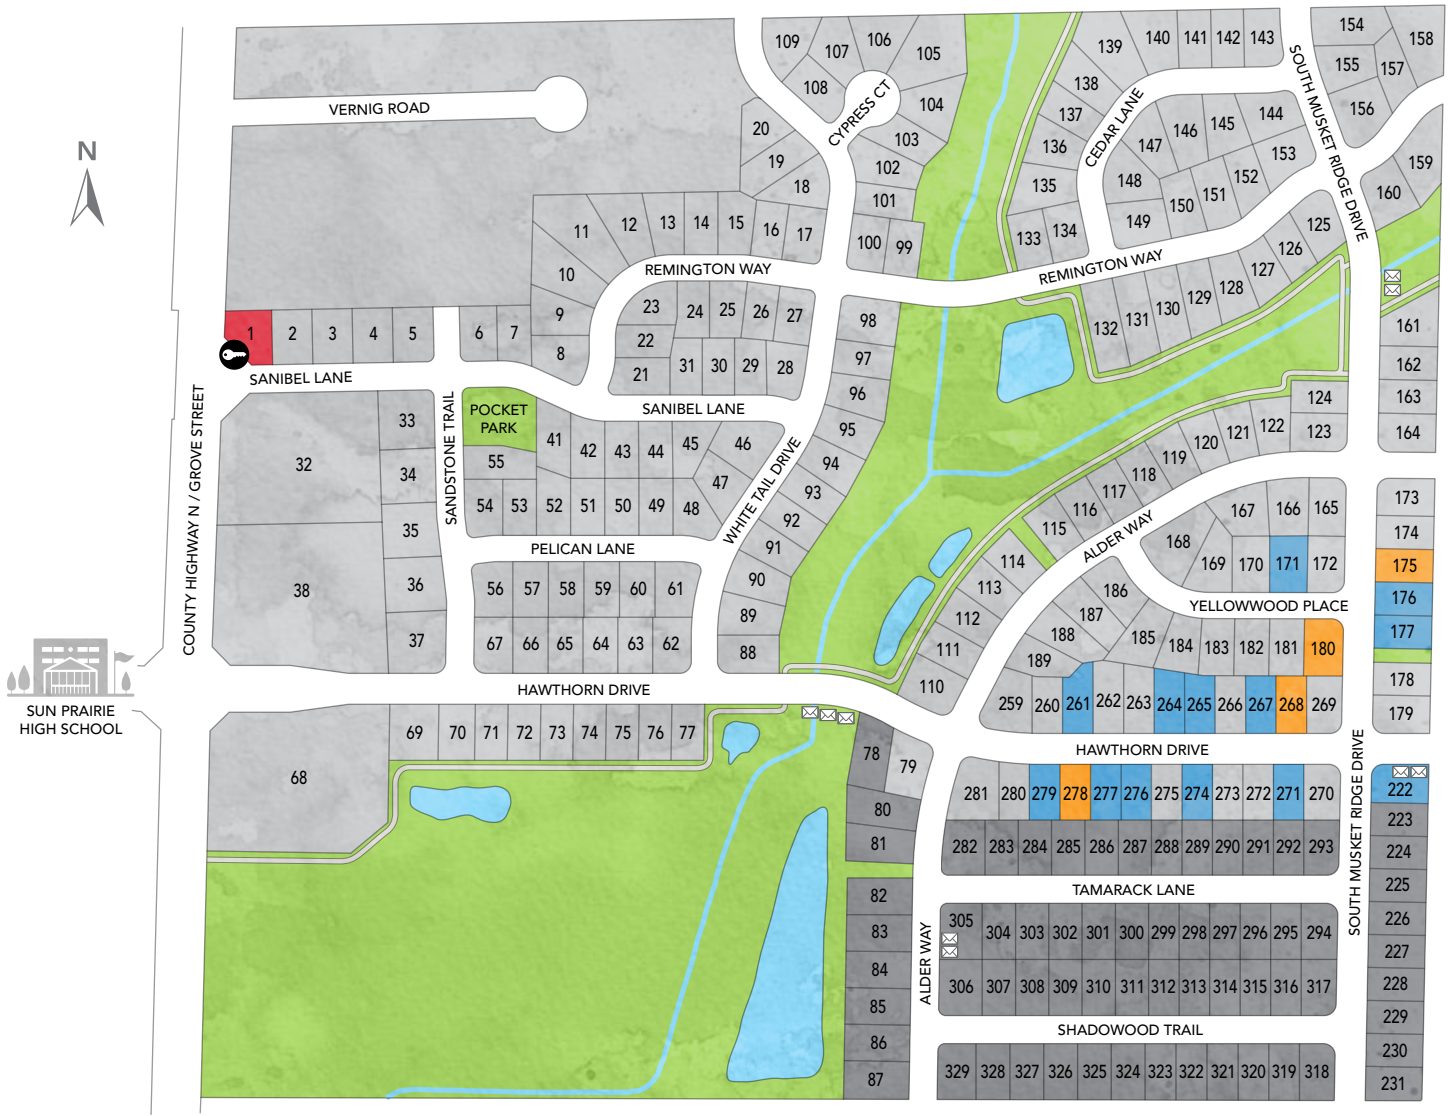 109 107 106 105 139 140 141 142 143 154 158
108 138 155 157
VERNIG ROAD
CYPRESS CT
104 137 156
CEDAR LANE
SOUTH MUSKET RIDGE DRIVE
N
20 103 136 147 146 145 144
19 102 135 148 153 159
18 101 152 160
151
150
149
11 12 13 14 15 16 17 100 99 133 134 125
126
10
REMINGTON WAY
REMINGTON WAY
127
128
129
130
131
132
9 23 24 25 26 27 98 161
1 2 3 4 5 6 7 8 22 97 162
SANIBEL LANE
21 31 30 29 28 96 163
124
COUNTY HIGHWAY N / GROVE STREET
SANDSTONE TRAIL
POCKET
PARK
SANIBEL LANE
33 41 42 43 44 45 46 95 164
123
122
121
120
119
118
117
116
115
WHITE TAIL DRIVE
32 34 55 47 94
54 53 52 51 50 49 48 93 173
ALDER WAY
167 166 165
35 92 174
168
PELICAN LANE
91 114 169 170 171 172 175
38 36 56 57 58 59 60 61 90 113 186 176
YELLOWWOOD PLACE
37 67 66 65 64 63 62 89 112 187 177
88 111 188 185 184 183 182 181 180
110 189 178
SUN PRAIRIE
HIGH SCHOOL
HAWTHORN DRIVE
259 260 261 262 263 264 265 266 267 268 269 179
68 69 70 71 72 73 74 75 76 77 78 79
HAWTHORN DRIVE
SOUTH MUSKET RIDGE DRIVE
281 280 279 278 277 276 275 274 273 272 271 270 222
80 223
81 282 283 284 285 286 287 288 289 290 291 292 293 224
TAMARACK LANE
225
82 305 304 303 302 301 300 299 298 297 296 295 294 226
83 227
ALDER WAY
84 306 307 308 309 310 311 312 313 314 315 316 317 228
85 229
SHADOWOOD TRAIL
86 230
87 329 328 327 326 325 324 323 322 321 320 319 318 231